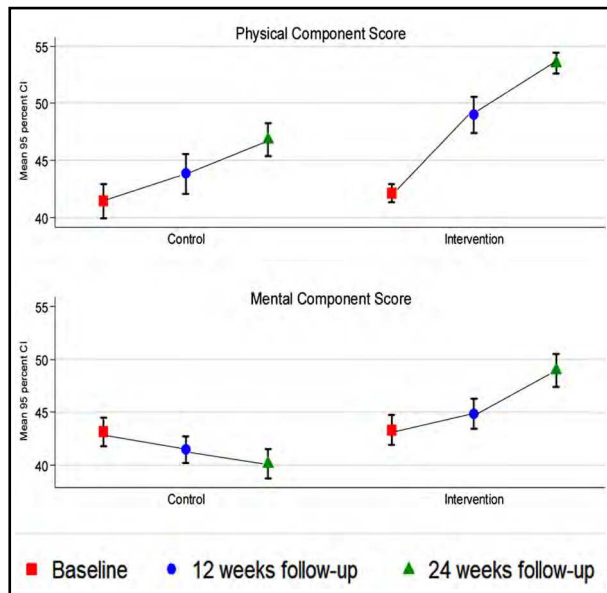 Physical Component Score
Mean 95 percent CI
55
50
45
40
Control Intervention
Mental Component Score
Mean 95 percent CI
55
50
45
40
Control Intervention
Baseline 12 weeks follow-up 24 weeks follow-up